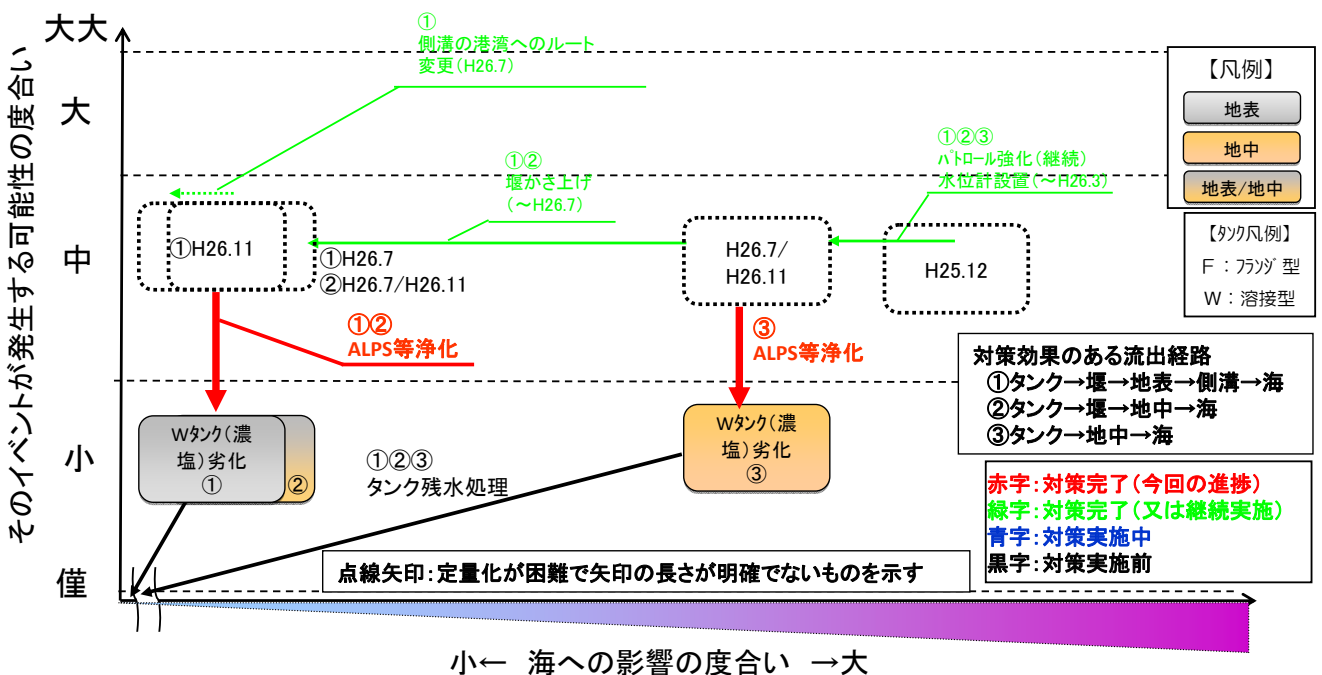 そのイベントが発生する可能性の度合い
大大
大
中
小
僅
①
側溝の港湾へのルート
変更(H26.7)
①②
堰かさ上げ
(～H26.7)
①②③
ﾊﾟﾄロール強化(継続)
水位計設置(～H26.3)
【凡例】
地表
地中
地表/地中
【ﾀﾝｸ凡例】
F：ﾌﾗﾝｼﾞ型
W：溶接型
①H26.11
①H26.7
②H26.7/H26.11
H26.7/
H26.11
H25.12
①②
ALPS等浄化
③
ALPS等浄化
対策効果のある流出経路
①タンク→堰→地表→側溝→海
②タンク→堰→地中→海
③タンク→地中→海
Wﾀﾝｸ(濃
塩)劣化
①
②
①②③
タンク残水処理
Wﾀﾝｸ(濃
塩)劣化
③
赤字：対策完了(今回の進捗)
緑字：対策完了(又は継続実施)
青字：対策実施中
黒字：対策実施前
点線矢印：定量化が困難で矢印の長さが明確でないものを示す
小← 海への影響の度合い →大